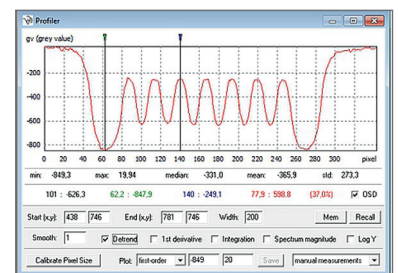 Profiler
gv (grey value)
-200
-400
-600
-800
0 20 40 60 80 100 120 140 160 180 200 220 240 260 280 300 pixel
min: -849,3 max: 19,94 median: -331,0 mean: -365,9 std: 273,3
101 : -626,3 62,2 : -847,9 140 : -249,1 77,9 : 598.8 (37,0%) OSD
Start (x,y): 438 746 End (x,y): 781 746 Width: 200 Mem Recall
Smooth: 1 Detrend 1st derivative Integration Spectrum magnitude Log Y
Calibrate Pixel Size Plot: first-order -849 20 Save manual measurements